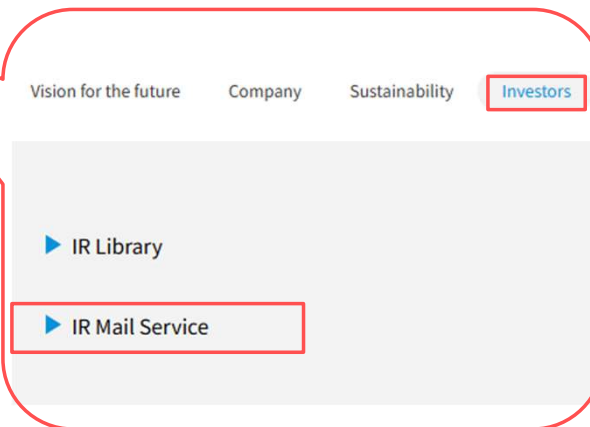 Vision for the future Company Sustainability Investors
IR Library
IR Mail Service